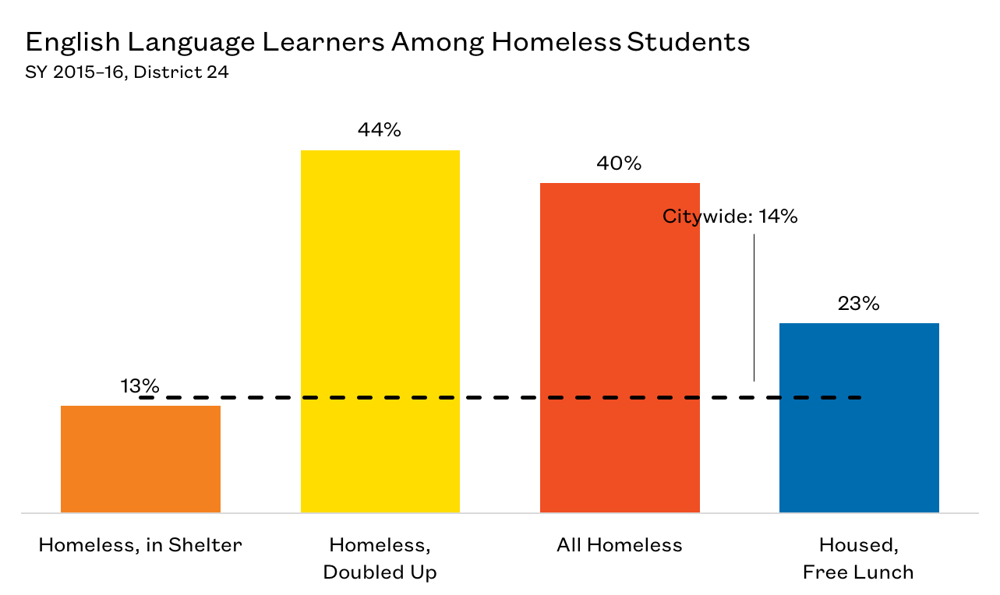 English Language Learners Among Homeless Students
SY 2015–16, District 24
44%
40%
Citywide: 14%
23%
13%
Homeless, in Shelter
Homeless,
Doubled Up
All Homeless
Housed,
Free Lunch